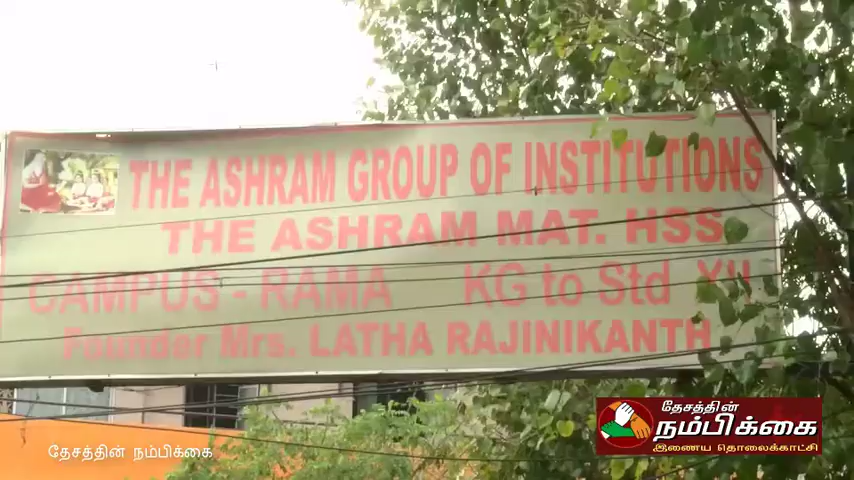 THE ASHRAM GROUP OF INSTITUTIONS
THE ASHRAM MAT. HSS
CAMPUS - RAMA KG to Std XII
Founder Mrs. LATHA RAJINIKANTH
தேசத்தின்
நம்பிக்கை
இணைய தொலைக்காட்சி
தேசத்தின் நம்பிக்கை